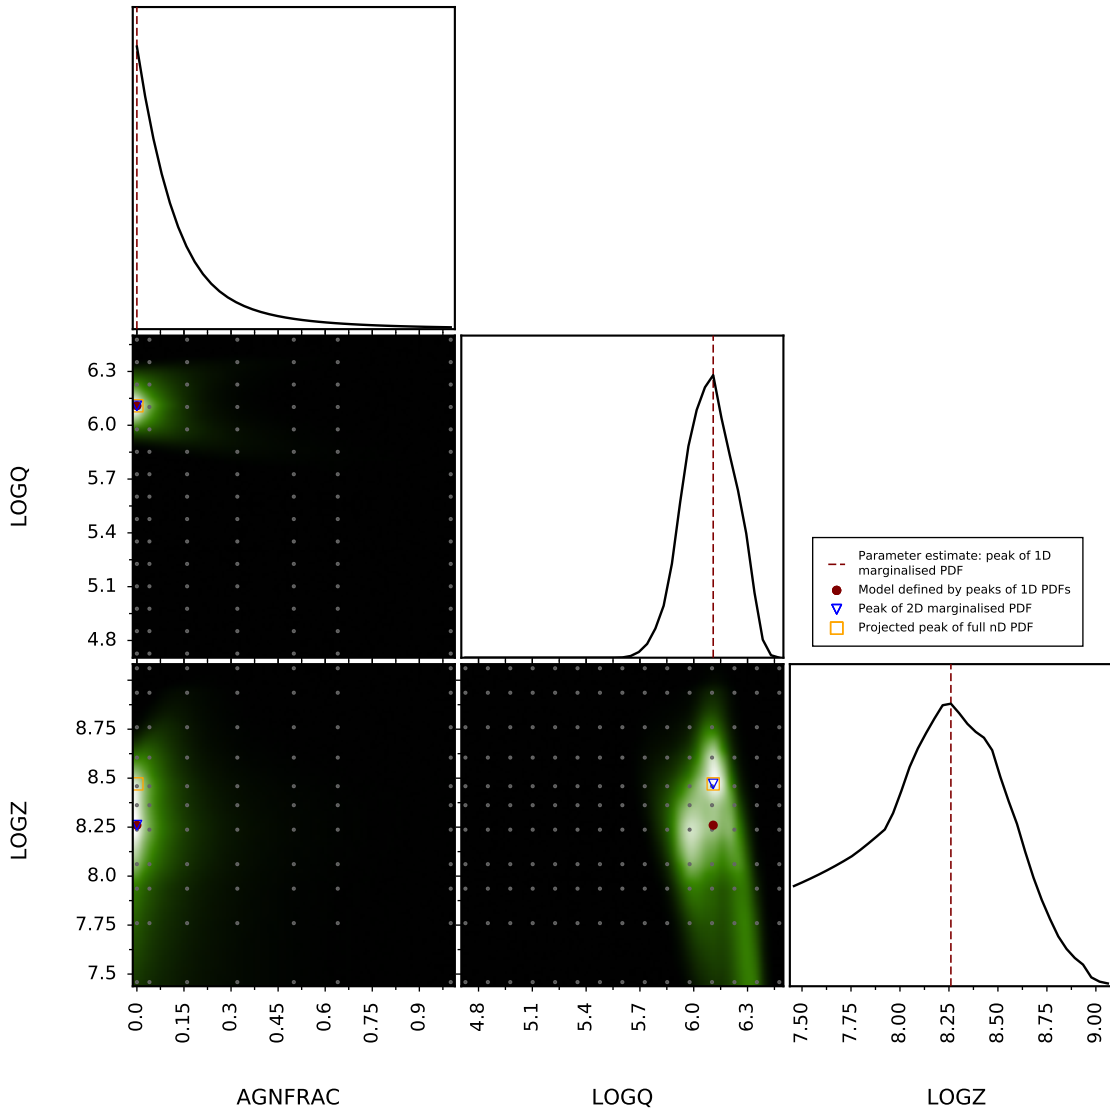 6.3
6.0
5.7
5.4
5.1
4.8
LOGQ
Parameter estimate: peak of 1D
marginalised PDF
Model defined by peaks of 1D PDFs
Peak of 2D marginalised PDF
Projected peak of full nD PDF
8.75
8.5
8.25
8.0
7.75
7.5
LOGZ
0.0 0.15 0.3 0.45 0.6 0.75 0.9
4.8 5.1 5.4 5.7 6.0 6.3
7.50 7.75 8.00 8.25 8.50 8.75 9.00
AGNFRAC LOGQ LOGZ